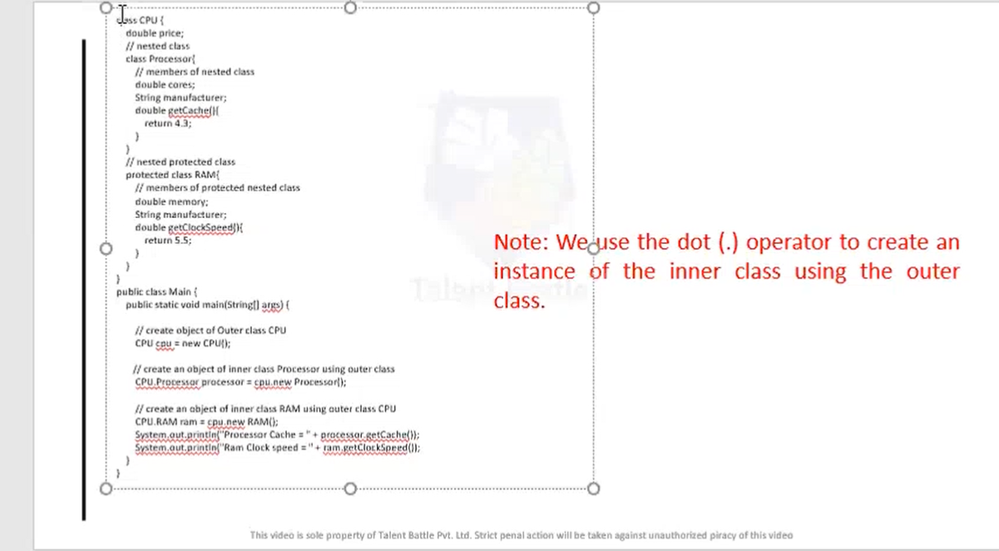 class CPU {
double price;
// nested class
class Processor{
// members of nested class
double cores;
String manufacturer;
double getCache(){
return 4.3;
}
}
// nested protected class
protected class RAM{
// members of protected nested class
double memory;
String manufacturer;
double getClockSpeed(){
return 5.5;
}
}
}
public class Main {
public static void main(String[] args) {
// create object of Outer class CPU
CPU cpu = new CPU();
// create an object of inner class Processor using outer class
CPU.Processor processor = cpu.new Processor();
// create an object of inner class RAM using outer class CPU
CPU.RAM ram = cpu.new RAM();
System.out.println("Processor Cache = " + processor.getCache());
System.out.println("Ram Clock speed = " + ram.getClockSpeed());
}
}
Note: We use the dot (.) operator to create an
instance of the inner class using the outer
class.
Talent Battle
This video is sole property of Talent Battle Pvt. Ltd. Strict penal action will be taken against unauthorized piracy of this video